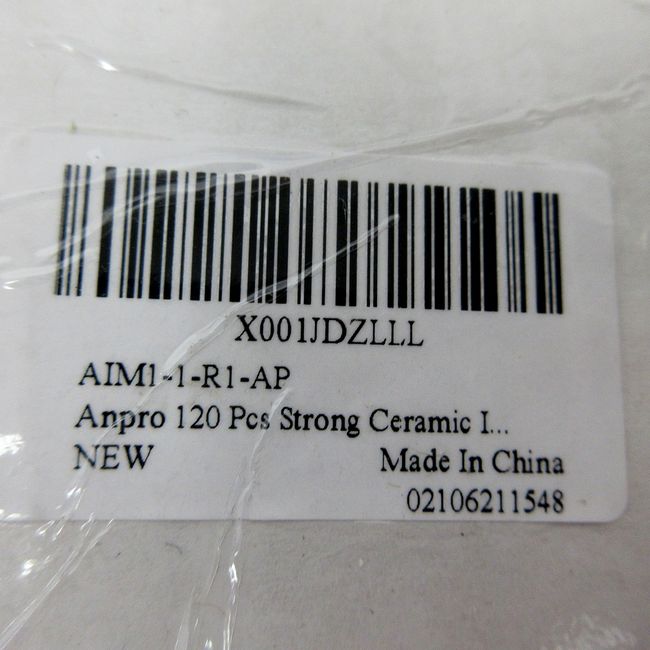 X001JDZLLL
AIM1-1-R1-AP
Anpro 120 Pcs Strong Ceramic I...
NEW Made In China
02106211548